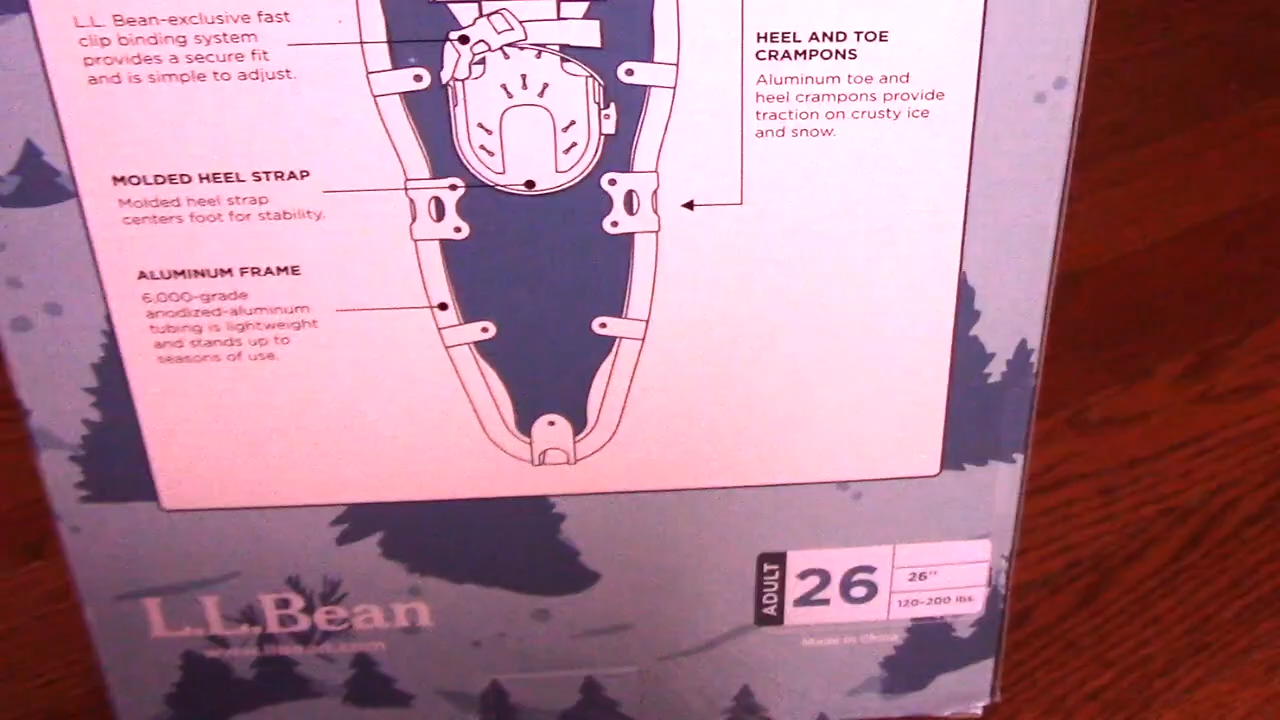 L.L. Bean-exclusive fast
clip binding system
provides a secure fit
and is simple to adjust.
MOLDED HEEL STRAP
Molded heel strap
centers foot for stability.
ALUMINUM FRAME
6,000-grade
anodized-aluminum
tubing is lightweight
and stands up to
seasons of use.
HEEL AND TOE
CRAMPONS
Aluminum toe and
heel crampons provide
traction on crusty ice
and snow.
L.L.Bean
ADULT
26
26"
120-200 lbs.
Made in China